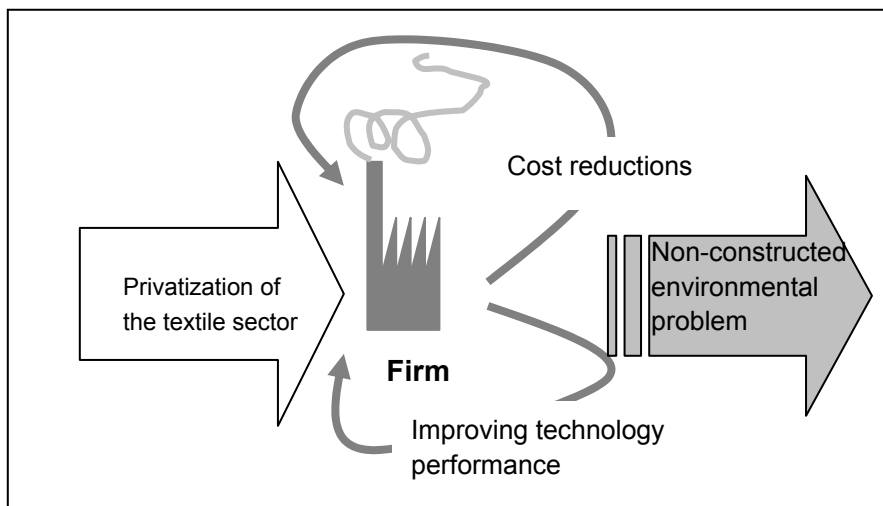 Privatization of
the textile sector
Firm
Cost reductions
Improving technology
performance
Non-constructed
environmental
problem